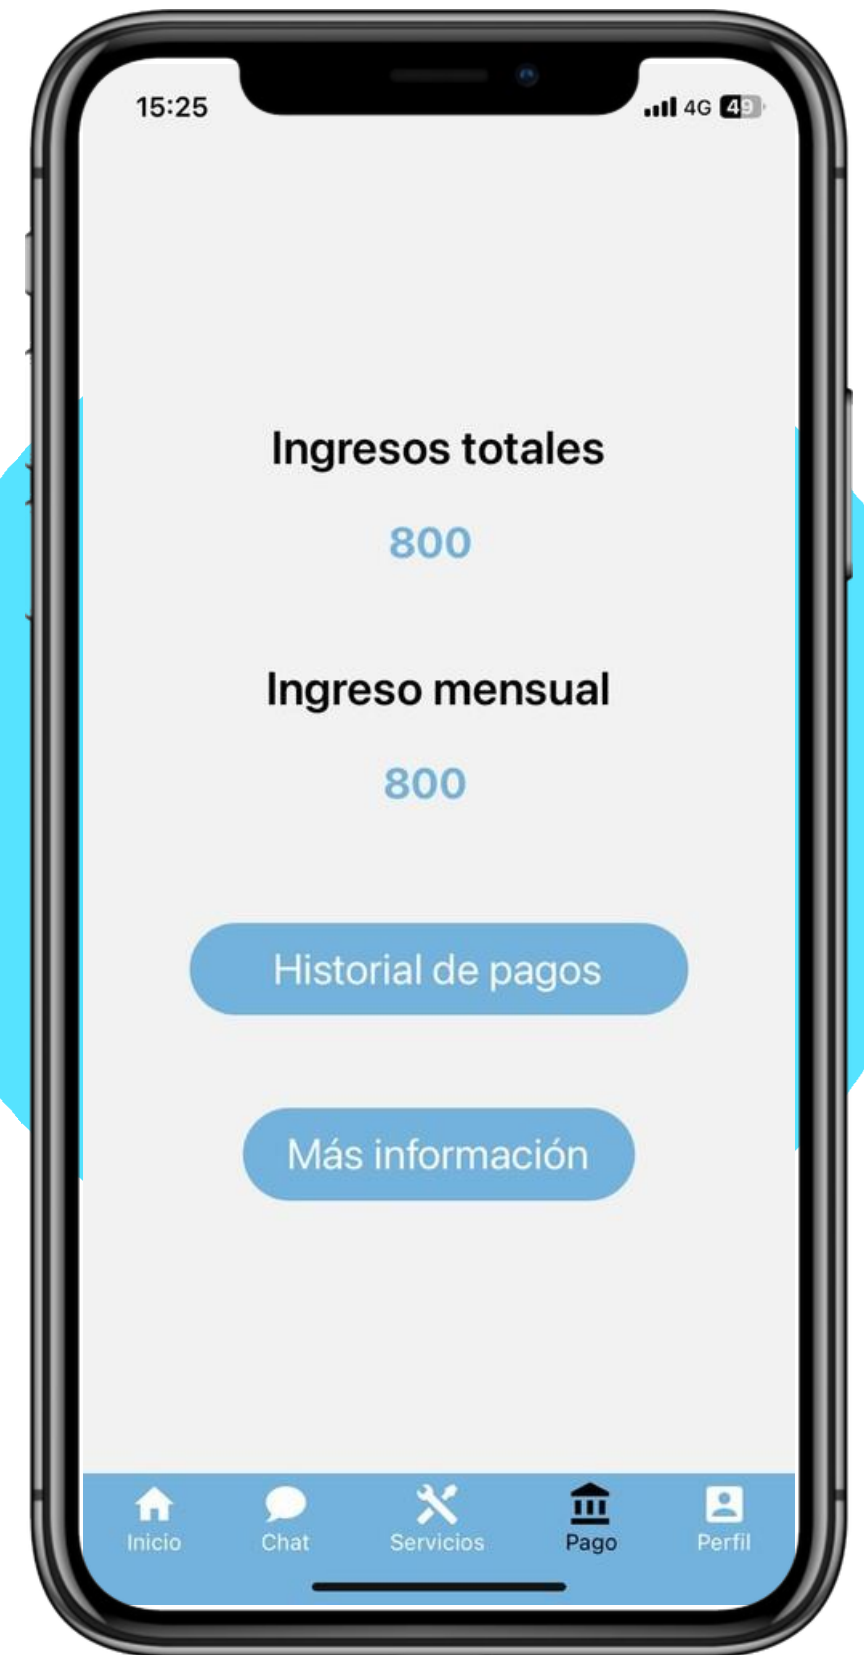 15:25 4G 49
Ingresos totales
800
Ingreso mensual
800
Historial de pagos
Más información
Inicio Chat Servicios Pago Perfil